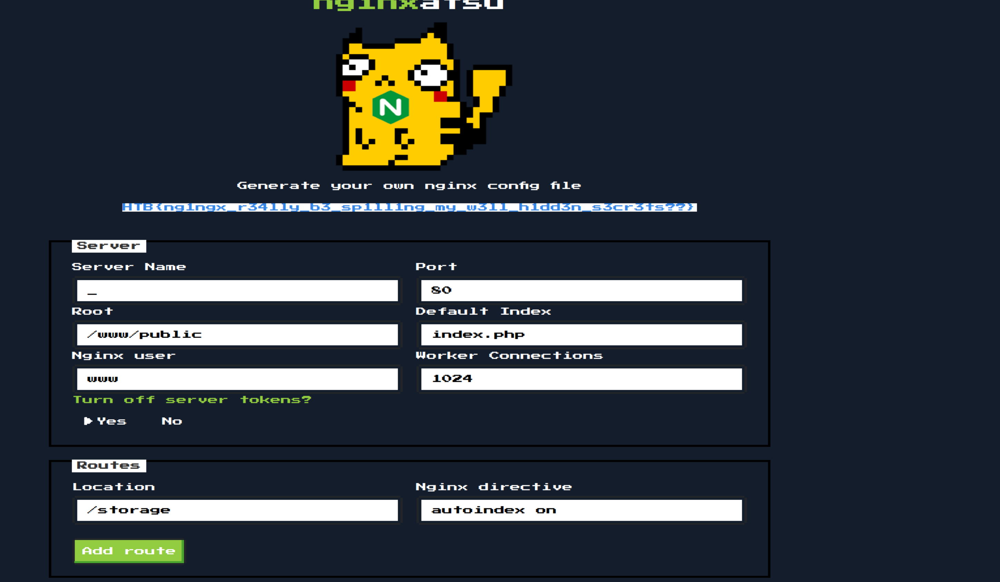 nginxatsu
N
Generate your own nginx config file
HTB{ng1ngx_r34lly_b3_sp1ll1ng_my_w3ll_h1dd3n_s3cr3ts??}
Server
Server Name Port
_ 80
Root Default Index
/www/public index.php
Nginx user Worker Connections
www 1024
Turn off server tokens?
Yes No
Routes
Location Nginx directive
/storage autoindex on
Add route